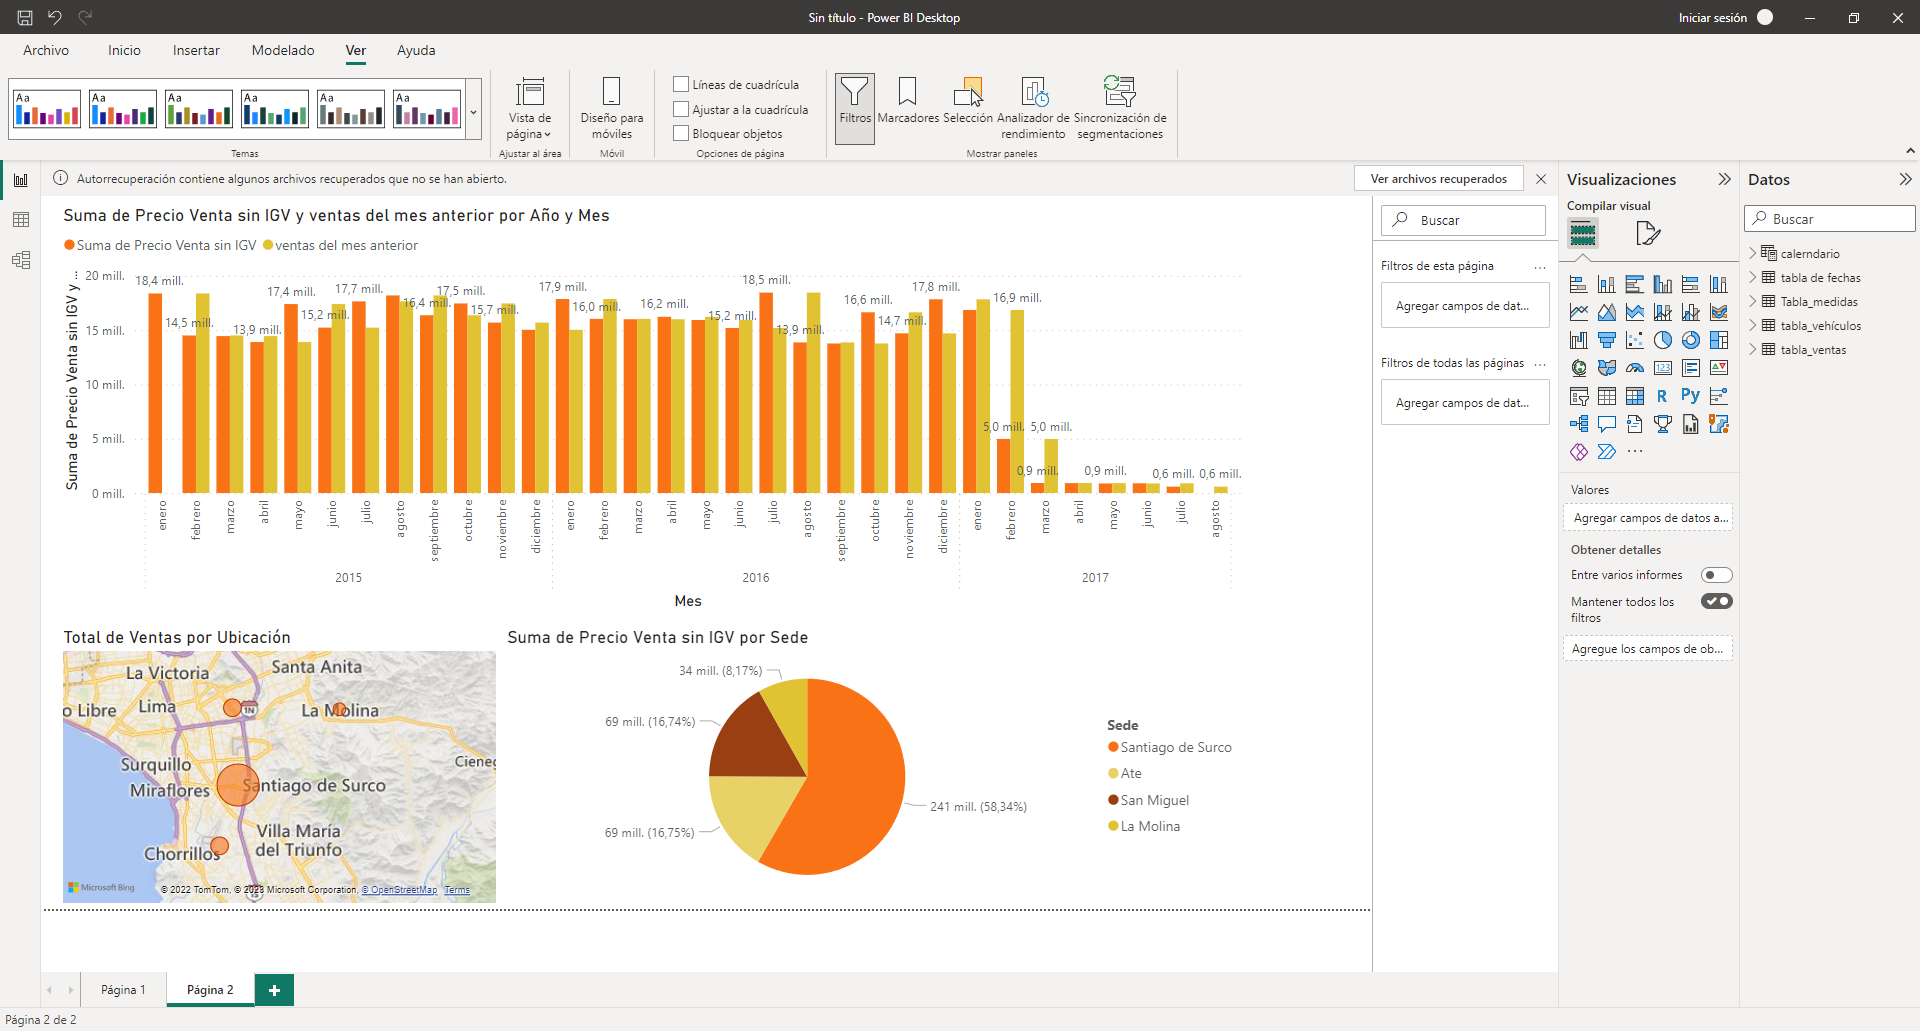 Sin título - Power BI Desktop
Iniciar sesión
Archivo
Inicio
Insertar
Modelado
Ver
Ayuda
Aa
Aa
Aa
Aa
Aa
Aa
Temas
Vista de
página
Ajustar al área
Diseño para
móviles
Móvil
Líneas de cuadrícula
Ajustar a la cuadrícula
Bloquear objetos
Opciones de página
Filtros
Marcadores
Selección
Analizador de
rendimiento
Sincronización de
segmentaciones
Mostrar paneles
Autorrecuperación contiene algunos archivos recuperados que no se han abierto.
Ver archivos recuperados
Suma de Precio Venta sin IGV y ventas del mes anterior por Año y Mes
Suma de Precio Venta sin IGV
ventas del mes anterior
Suma de Precio Venta sin IGV y ...
20 mill.
15 mill.
10 mill.
5 mill.
0 mill.
18,4 mill.
14,5 mill.
13,9 mill.
17,4 mill.
15,2 mill.
17,7 mill.
16,4 mill.
17,5 mill.
15,7 mill.
17,9 mill.
16,0 mill.
16,2 mill.
15,2 mill.
18,5 mill.
13,9 mill.
16,6 mill.
14,7 mill.
17,8 mill.
16,9 mill.
5,0 mill.
5,0 mill.
0,9 mill.
0,9 mill.
0,6 mill.
0,6 mill.
enero
febrero
marzo
abril
mayo
junio
julio
agosto
septiembre
octubre
noviembre
diciembre
enero
febrero
marzo
abril
mayo
junio
julio
agosto
septiembre
octubre
noviembre
diciembre
enero
febrero
marzo
abril
mayo
junio
julio
agosto
2015
2016
2017
Mes
Total de Ventas por Ubicación
La Victoria
Santa Anita
o Libre
Lima
1N
La Molina
Surquillo
Cieneg
Miraflores
Santiago de Surco
Villa María
del Triunfo
Chorrillos
Microsoft Bing
© 2022 TomTom, © 2023 Microsoft Corporation, © OpenStreetMap Terms
Suma de Precio Venta sin IGV por Sede
34 mill. (8,17%)
69 mill. (16,74%)
69 mill. (16,75%)
241 mill. (58,34%)
Sede
Santiago de Surco
Ate
San Miguel
La Molina
Buscar
Filtros de esta página
...
Agregar campos de dat...
Filtros de todas las páginas
...
Agregar campos de dat...
Visualizaciones
Compilar visual
123
R
Py
...
Valores
Agregar campos de datos a...
Obtener detalles
Entre varios informes
Mantener todos los
filtros
Agregue los campos de ob...
Datos
Buscar
calerndario
tabla de fechas
Tabla_medidas
tabla_vehículos
tabla_ventas
Página 1
Página 2
Página 2 de 2